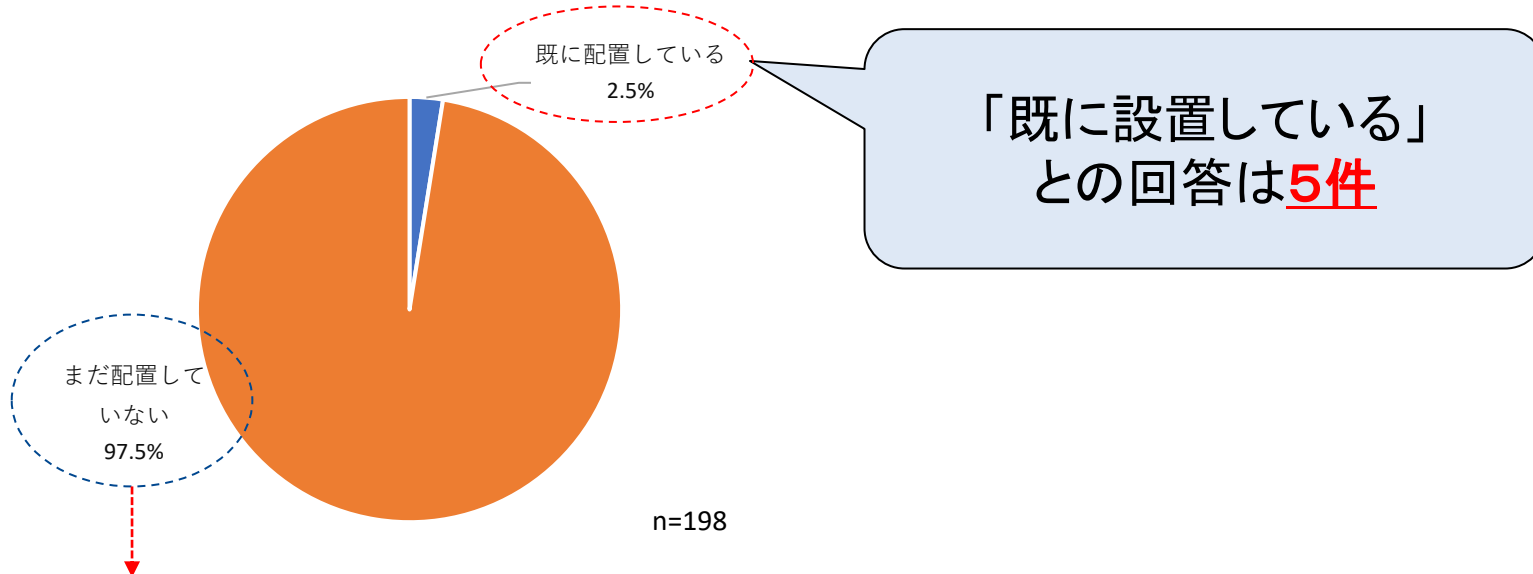 既に配置している
2.5%
「既に設置している」
との回答は5件
まだ配置して
いない
97.5%
n=198